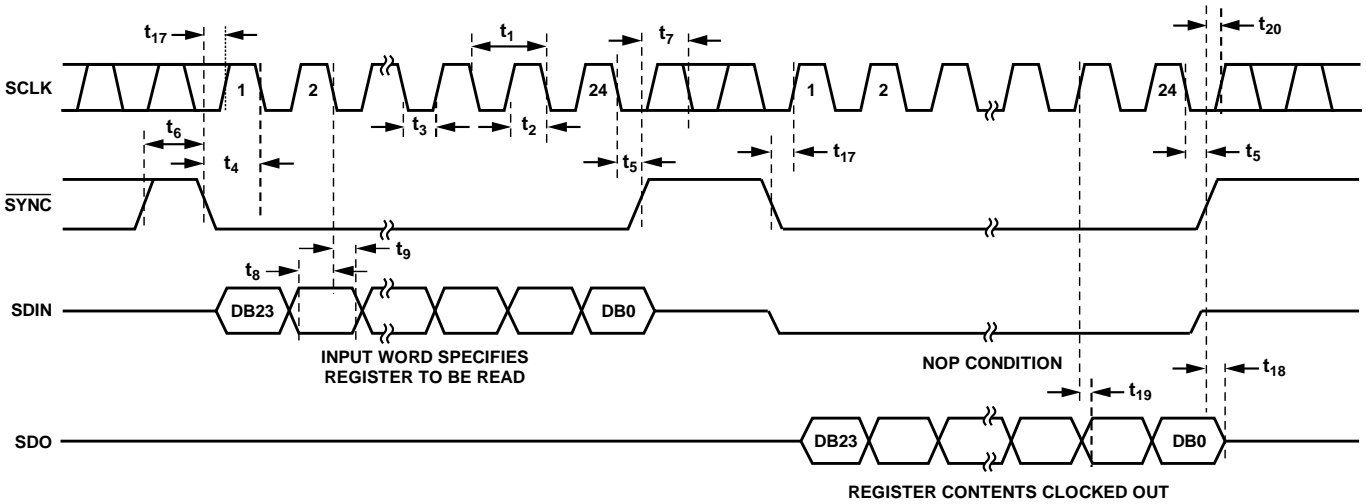 t17
t1
t7
t20
SCLK
1
2
24
1
2
24
t6
t4
t3
t2
t5
t17
t5
SYNC
t8
t9
SDIN
DB23
DB0
INPUT WORD SPECIFIES
REGISTER TO BE READ
NOP CONDITION
t18
t19
SDO
DB23
DB0
REGISTER CONTENTS CLOCKED OUT